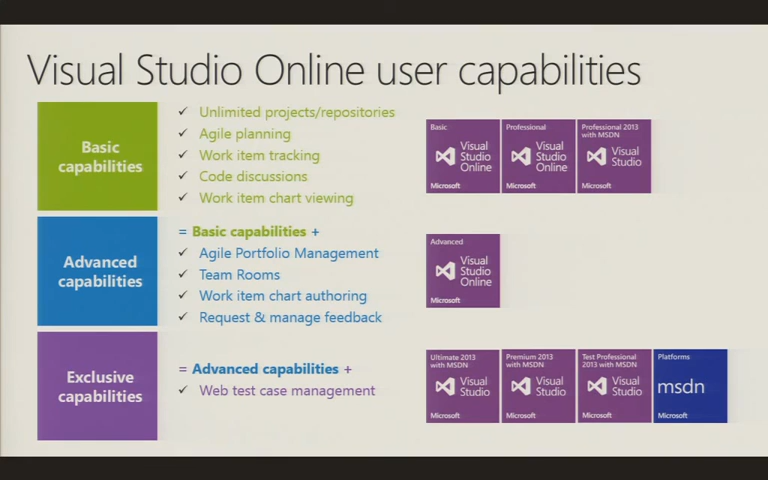 Visual Studio Online user capabilities
Basic
capabilities
✓ Unlimited projects/repositories
✓ Agile planning
✓ Work item tracking
✓ Code discussions
✓ Work item chart viewing
Basic
Visual
Studio
Online
Microsoft
Professional
Visual
Studio
Online
Microsoft
Professional 2013
with MSDN
Visual
Studio
Microsoft
Advanced
capabilities
= Basic capabilities +
✓ Agile Portfolio Management
✓ Team Rooms
✓ Work item chart authoring
✓ Request & manage feedback
Advanced
Visual
Studio
Online
Microsoft
Exclusive
capabilities
= Advanced capabilities +
✓ Web test case management
Ultimate 2013
with MSDN
Visual
Studio
Microsoft
Premium 2013
with MSDN
Visual
Studio
Microsoft
Test Professional
2013 with MSDN
Visual
Studio
Microsoft
Platforms
msdn
Microsoft